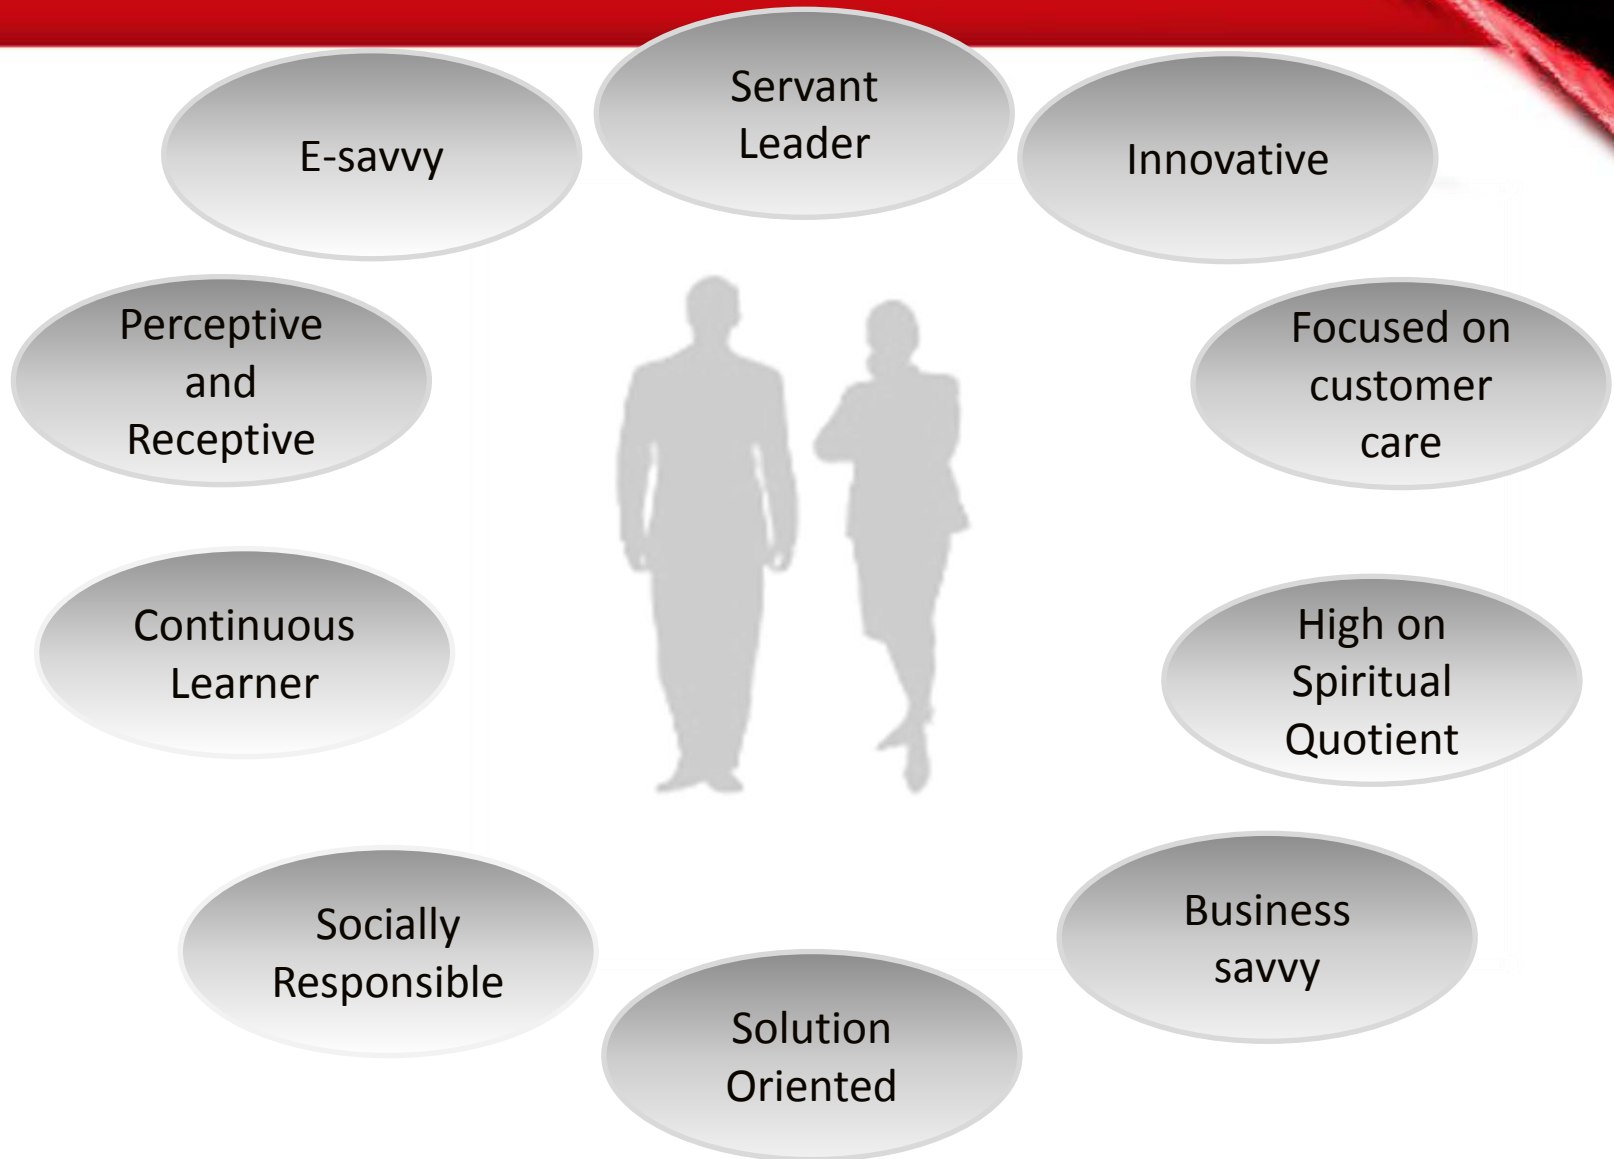 Servant
Leader
E-savvy
Innovative
Perceptive
and
Receptive
Focused on
customer
care
Continuous
Learner
High on
Spiritual
Quotient
Socially
Responsible
Business
savvy
Solution
Oriented